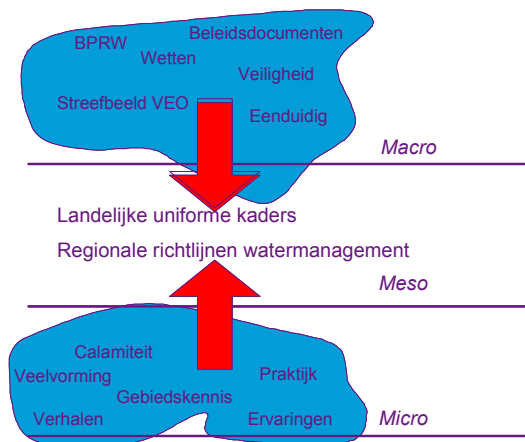 Beleidsdocumenten
BPRW
Wetten
Veiligheid
Streefbeeld VEO
Eenduidig
Macro
Landelijke uniforme kaders
Regionale richtlijnen watermanagement
Meso
Calamiteit
Veelvorming
Praktijk
Gebiedskennis
Verhalen
Ervaringen
Micro